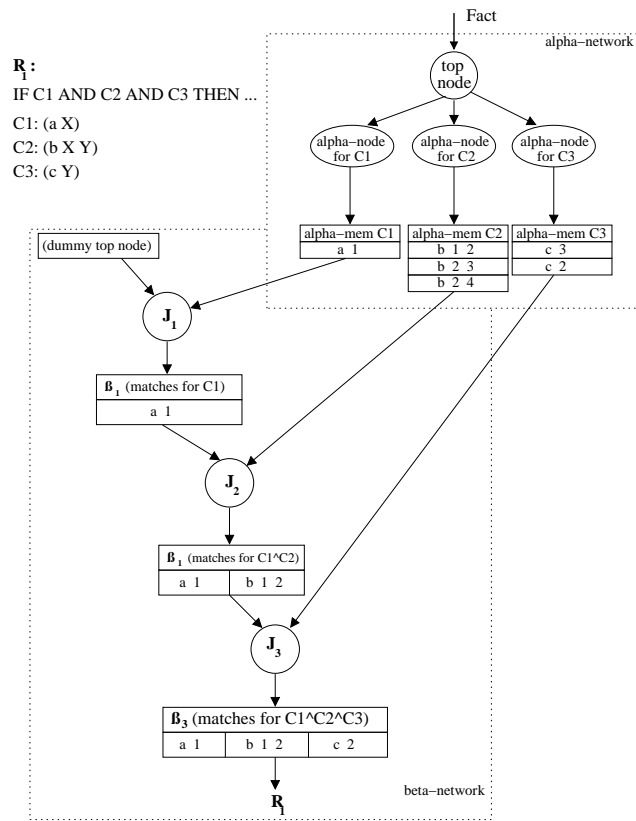 Fact
alpha-network
R1:
IF C1 AND C2 AND C3 THEN ...
C1: (a X)
C2: (b X Y)
C3: (c Y)
top
node
alpha-node
for C1
alpha-node
for C2
alpha-node
for C3
(dummy top node)
alpha-mem C1
a 1
alpha-mem C2
b 1 2
b 2 3
b 2 4
alpha-mem C3
c 3
c 2
J1
ß1 (matches for C1)
a 1
J2
ß1 (matches for C1^C2)
a 1 b 1 2
J3
ß3 (matches for C1^C2^C3)
a 1 b 1 2 c 2
beta-network
R1